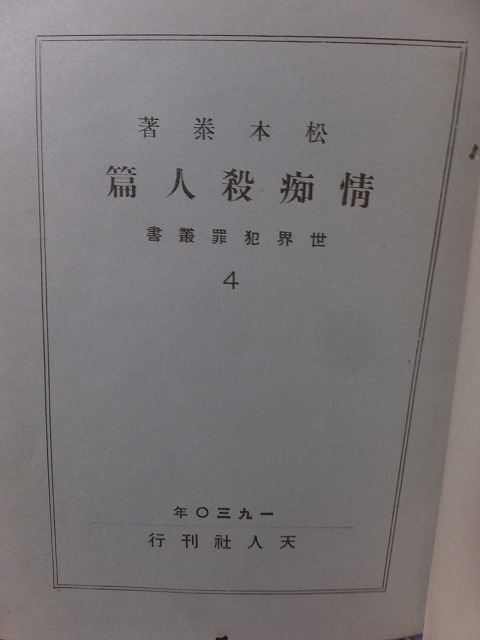 松本泰著
情痴殺人篇
世界犯罪叢書
4
一九三〇年
天人社刊行